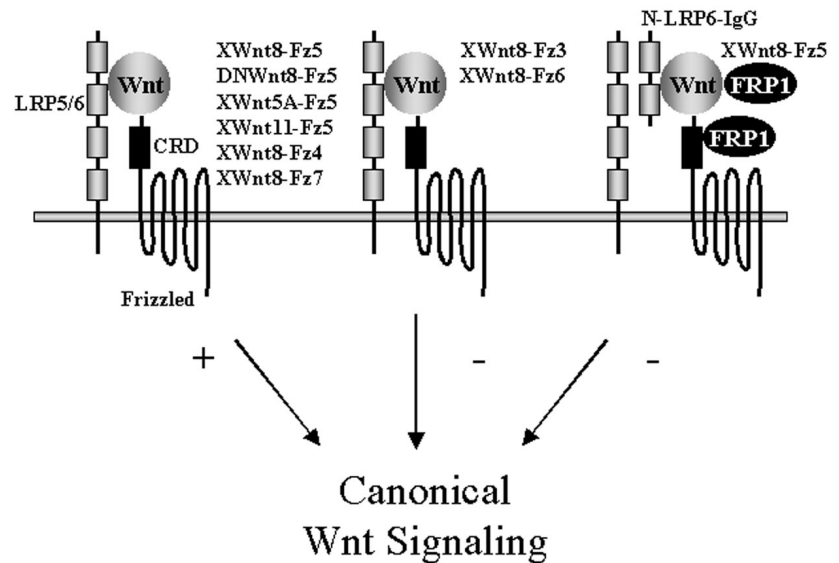 N-LRP6-IgG
XWnt8-Fz5
DNWnt8-Fz5
XWnt5A-Fz5
XWnt11-Fz5
XWnt8-Fz4
XWnt8-Fz7
Wnt
LRP5/6
CRD
Frizzled
XWnt8-Fz3
XWnt8-Fz6
Wnt
XWnt8-Fz5
Wnt
FRP1
FRP1
+
-
-
Canonical
Wnt Signaling